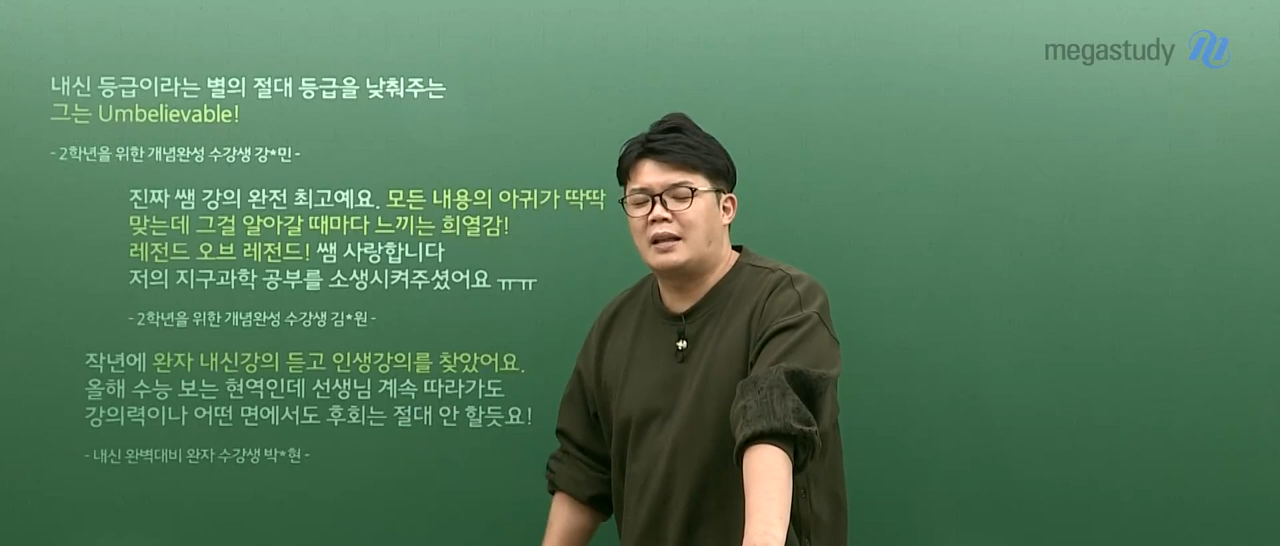 megastudy
내신 등급이라는 별의 절대 등급을 낮춰주는
그는 Umbelievable!
- 2학년을 위한 개념완성 수강생 강*민 -
진짜 쌤 강의 완전 최고예요. 모든 내용의 아귀가 딱딱
맞는데 그걸 알아갈 때마다 느끼는 희열감!
레전드 오브 레전드! 쌤 사랑합니다
저의 지구과학 공부를 소생시켜주셨어요 ㅠㅠ
- 2학년을 위한 개념완성 수강생 김*원 -
작년에 완자 내신강의 듣고 인생강의를 찾았어요.
올해 수능 보는 현역인데 선생님 계속 따라가도
강의력이나 어떤 면에서도 후회는 절대 안 할듯요!
- 내신 완벽대비 완자 수강생 박*현 -